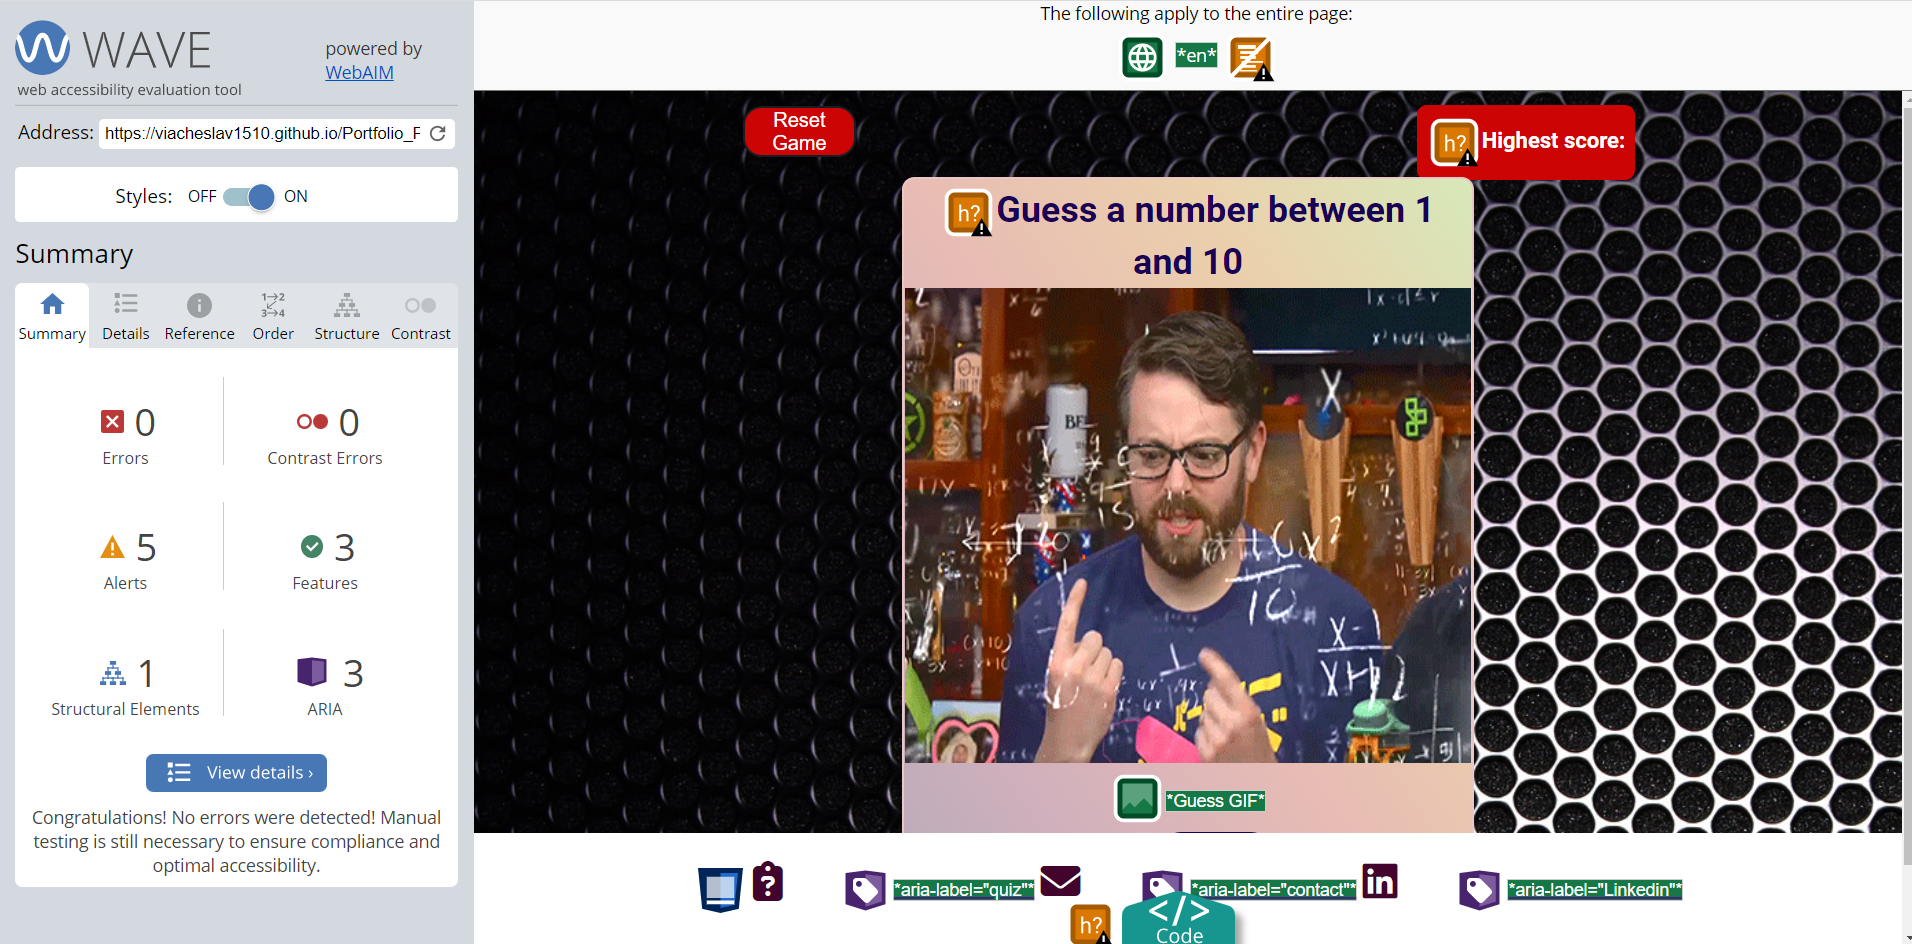 WAVE
powered by
WebAIM
web accessibility evaluation tool
Address: https://viacheslav1510.github.io/Portfolio_P
Styles: OFF ON
Summary
Summary Details Reference Order Structure Contrast
0
Errors
0
Contrast Errors
5
Alerts
3
Features
1
Structural Elements
3
ARIA
View details ›
Congratulations! No errors were detected! Manual
testing is still necessary to ensure compliance and
optimal accessibility.
The following apply to the entire page:
*en*
Reset
Game
h? Highest score:
h? Guess a number between 1
and 10
*Guess GIF*
*aria-label="quiz"*
*aria-label="contact"*
in
*aria-label="Linkedin"*
h?
</>
Code